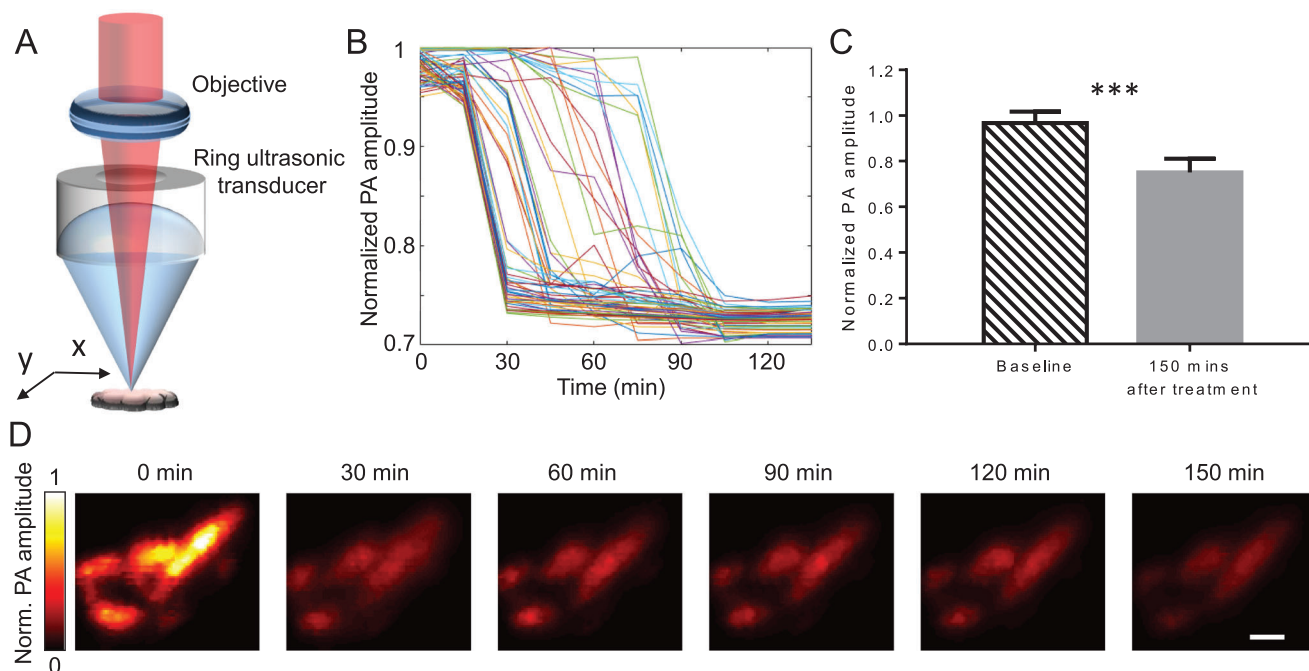 A
Objective
Ring ultrasonic
transducer
x
y
B
Normalized PA amplitude
1
0.9
0.8
0.7
0
30
60
90
120
Time (min)
C
***
Normalized PA amplitude
1.2
1.0
0.8
0.6
0.4
0.2
0.0
Baseline
150 mins
after treatment
D
Norm. PA amplitude
1
0
0 min
30 min
60 min
90 min
120 min
150 min